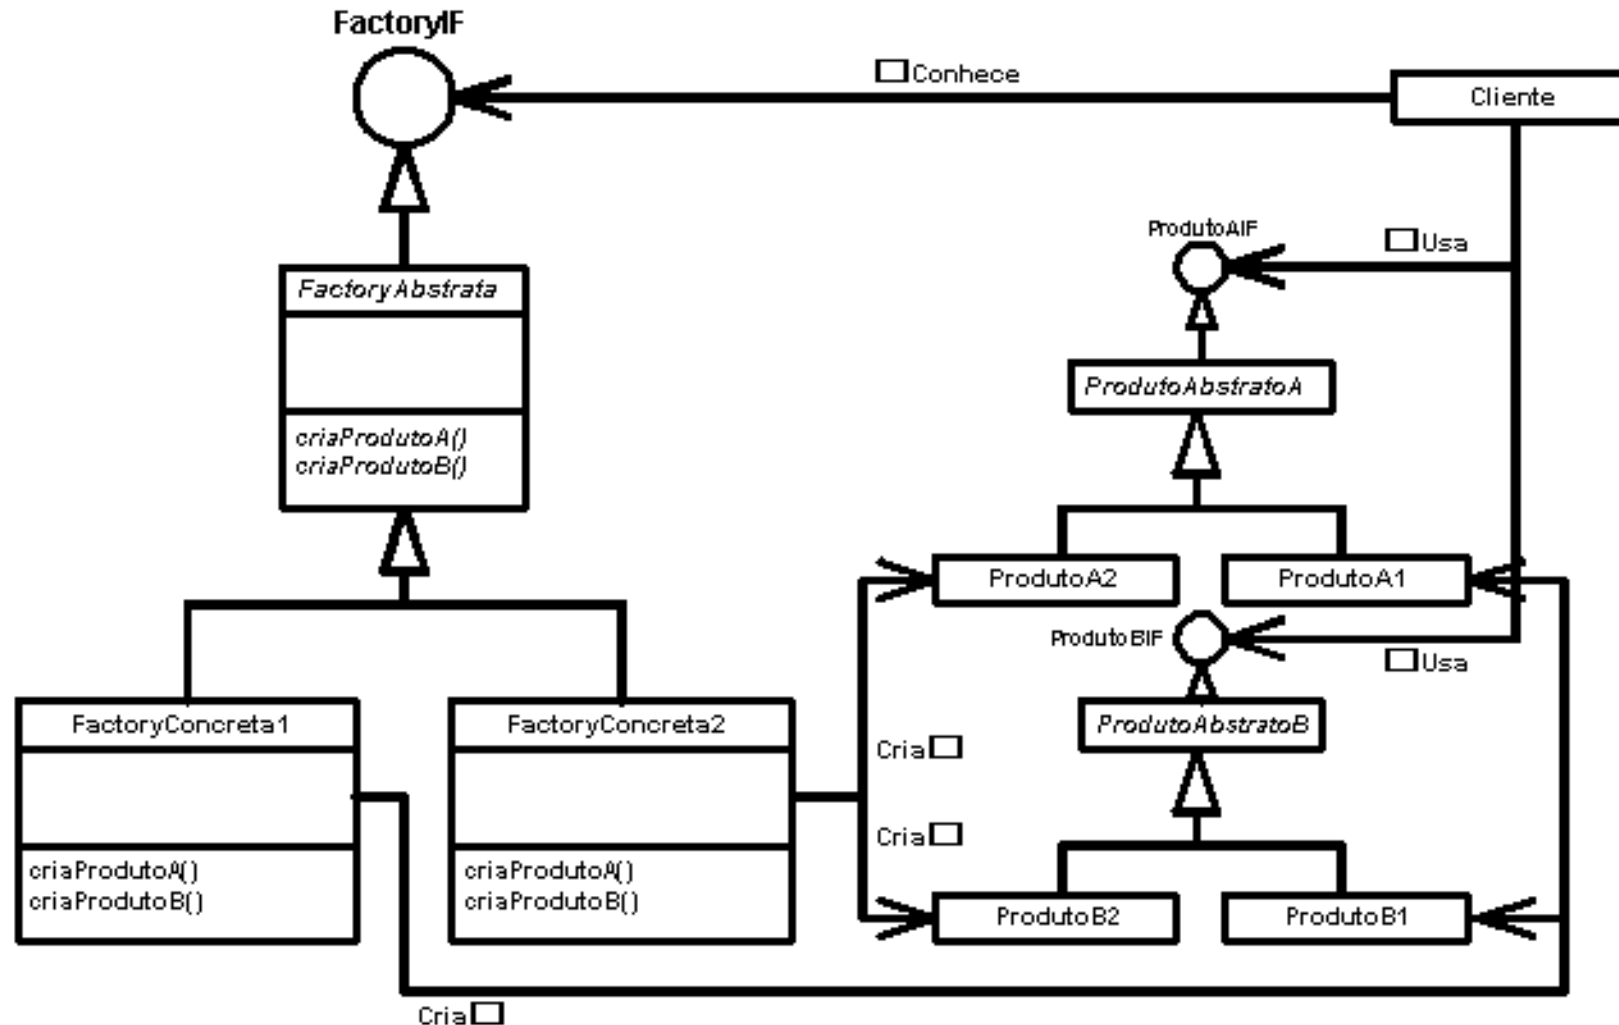 FactoryIF
Conhece
Cliente
ProdutoAIF
Usa
FactoryAbstrata
ProdutoAbstratoA
criaProdutoA()
criaProdutoB()
ProdutoA2
ProdutoA1
ProdutoBIF
Usa
FactoryConcreta1
FactoryConcreta2
ProdutoAbstratoB
Cria
Cria
criaProdutoA()
criaProdutoB()
criaProdutoA()
criaProdutoB()
ProdutoB2
ProdutoB1
Cria